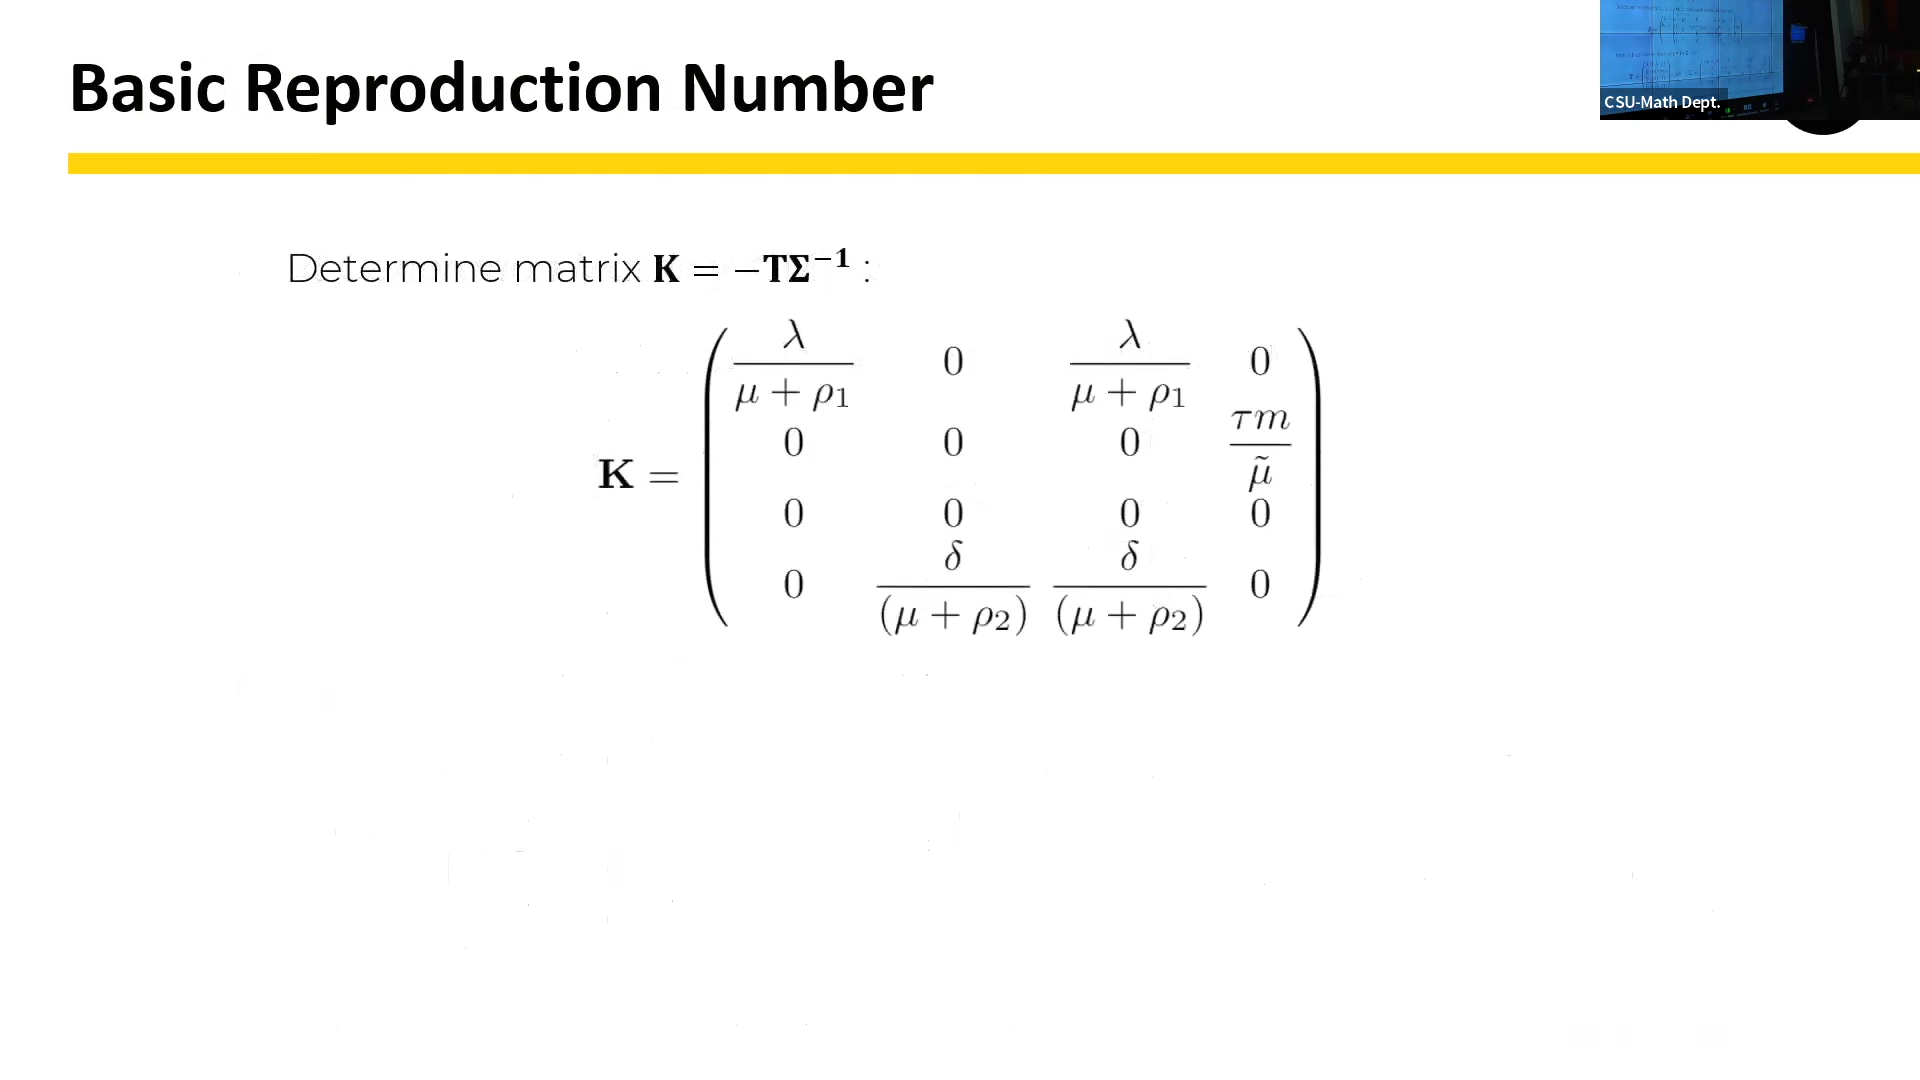 Basic Reproduction Number
CSU-Math Dept.
Determine matrix K = −TΣ⁻¹ :
K = ( λ/(μ + ρ₁) 0 λ/(μ + ρ₁) 0
0 0 0 τm/μ̃
0 0 0 0
0 δ/(μ + ρ₂) δ/(μ + ρ₂) 0 )